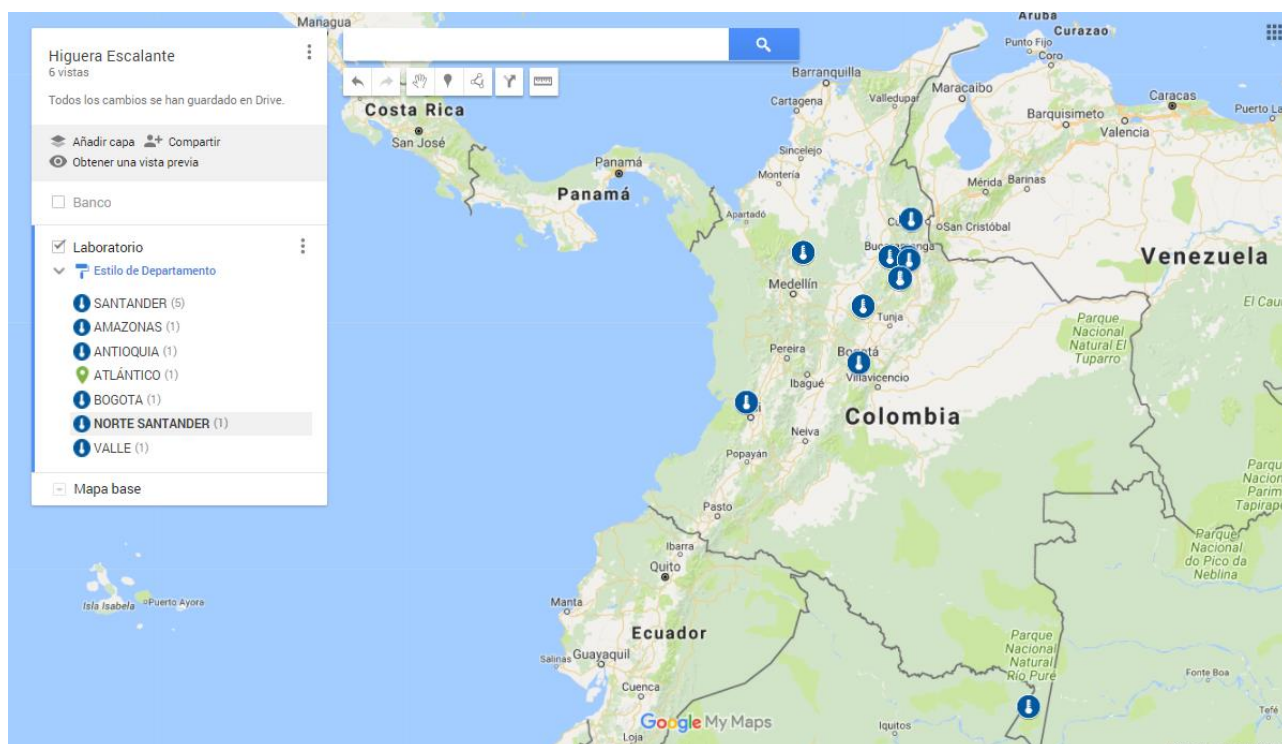 Higuera Escalante
6 vistas
Todos los cambios se han guardado en Drive.
Añadir capa Compartir
Obtener una vista previa
Banco
Laboratorio
Estilo de Departamento
SANTANDER (5)
AMAZONAS (1)
ANTIOQUIA (1)
ATLÁNTICO (1)
BOGOTA (1)
NORTE SANTANDER (1)
VALLE (1)
Mapa base
Managua
Aruba
Curazao
Punto Fijo
Coro
Barranquilla
Maracaibo
Cartagena
Valledupar
Caracas
Barquisimeto
Puerto La
Valencia
Costa Rica
San José
Sincelejo
Panamá
Montería
Mérida
Barinas
Panamá
Apartadó
San Cristóbal
Venezuela
Medellín
El Cau
Tunja
Parque
Nacional
Natural El
Tuparro
Pereira
Ibagué
Villavicencio
Colombia
Neiva
Popayán
Parqu
Nacion
Parim
Tapirape
Pasto
Ibarra
Parque
Nacional
do Pico da
Neblina
Quito
Isla Isabela
Puerto Ayora
Manta
Ecuador
Parque
Nacional
Natural
Río Puré
Salinas
Guayaquil
Fonte Boa
Cuenca
Tefé
Google My Maps
Iquitos
Loja